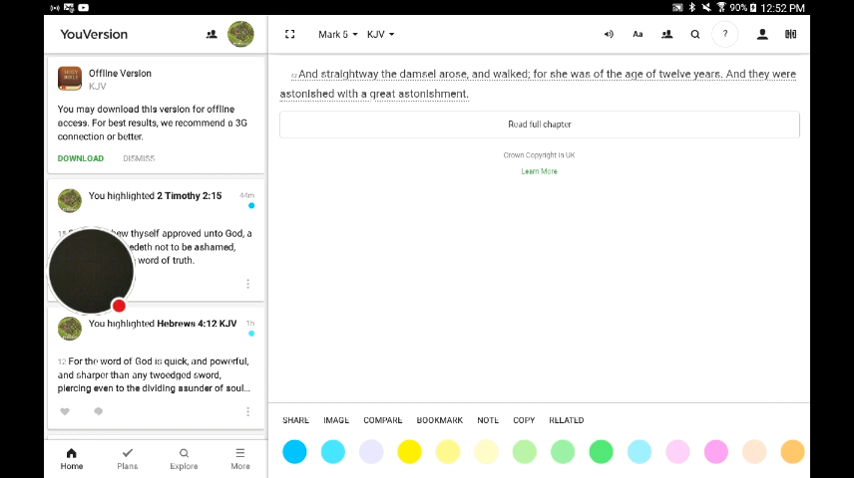 90% 12:52 PM
YouVersion
Mark 5 KJV
Aa
?
Offline Version
KJV
You may download this version for offline
access. For best results, we recommend a 3G
connection or better.
DOWNLOAD DISMISS
HOLY
BIBLE
You highlighted 2 Timothy 2:15
44m
15
hew thyself approved unto God, a
edeth not to be ashamed,
word of truth.
You highlighted Hebrews 4:12 KJV
1h
12 For the word of God is quick, and powerful,
and sharper than any twoedged sword,
piercing even to the dividing asunder of soul...
Home Plans Explore More
42 And straightway the damsel arose, and walked; for she was of the age of twelve years. And they were
astonished with a great astonishment.
Read full chapter
Crown Copyright in UK
Learn More
SHARE IMAGE COMPARE BOOKMARK NOTE COPY RELATED